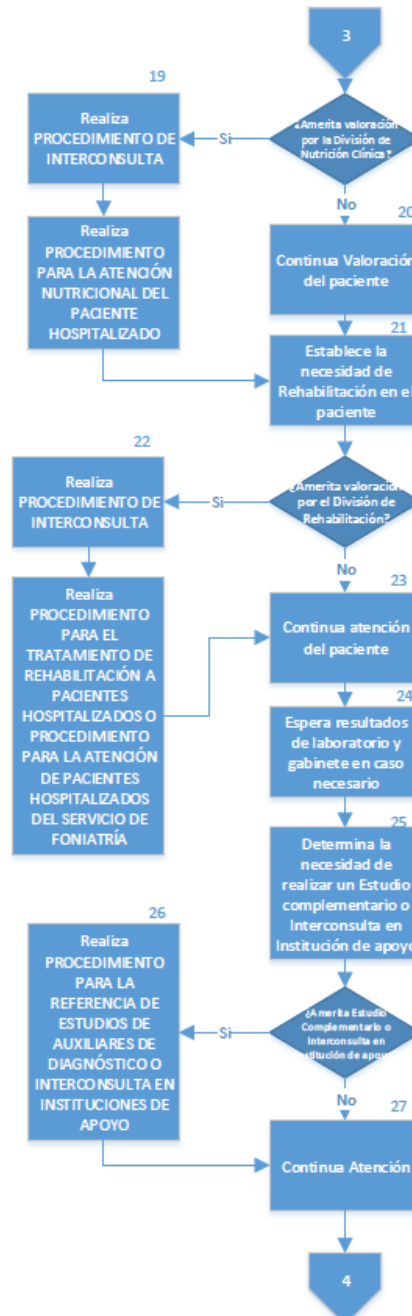 3
¿Amerita valoración
por la División de
Nutrición Clínica?
Si
19
Realiza
PROCEDIMIENTO DE
INTERCONSULTA
Realiza
PROCEDIMIENTO
PARA LA ATENCIÓN
NUTRICIONAL DEL
PACIENTE
HOSPITALIZADO
No
20
Continua Valoración
del paciente
21
Establece la
necesidad de
Rehabilitación en el
paciente
¿Amerita valoración
por el División de
Rehabilitación?
Si
22
Realiza
PROCEDIMIENTO DE
INTERCONSULTA
Realiza
PROCEDIMIENTO
PARA EL
TRATAMIENTO DE
REHABILITACIÓN A
PACIENTES
HOSPITALIZADOS O
PROCEDIMIENTO
PARA LA ATENCIÓN
DE PACIENTES
HOSPITALIZADOS
DEL SERVICIO DE
FONIATRÍA
No
23
Continua atención
del paciente
24
Espera resultados
de laboratorio y
gabinete en caso
necesario
25
Determina la
necesidad de
realizar un Estudio
complementario o
Interconsulta en
Institución de apoyo
¿Amerita Estudio
Complementario o
Interconsulta en
stitución de apoyo
Si
26
Realiza
PROCEDIMIENTO
PARA LA
REFERENCIA DE
ESTUDIOS DE
AUXILIARES DE
DIAGNÓSTICO O
INTERCONSULTA EN
INSTITUCIONES DE
APOYO
No
27
Continua Atención
4